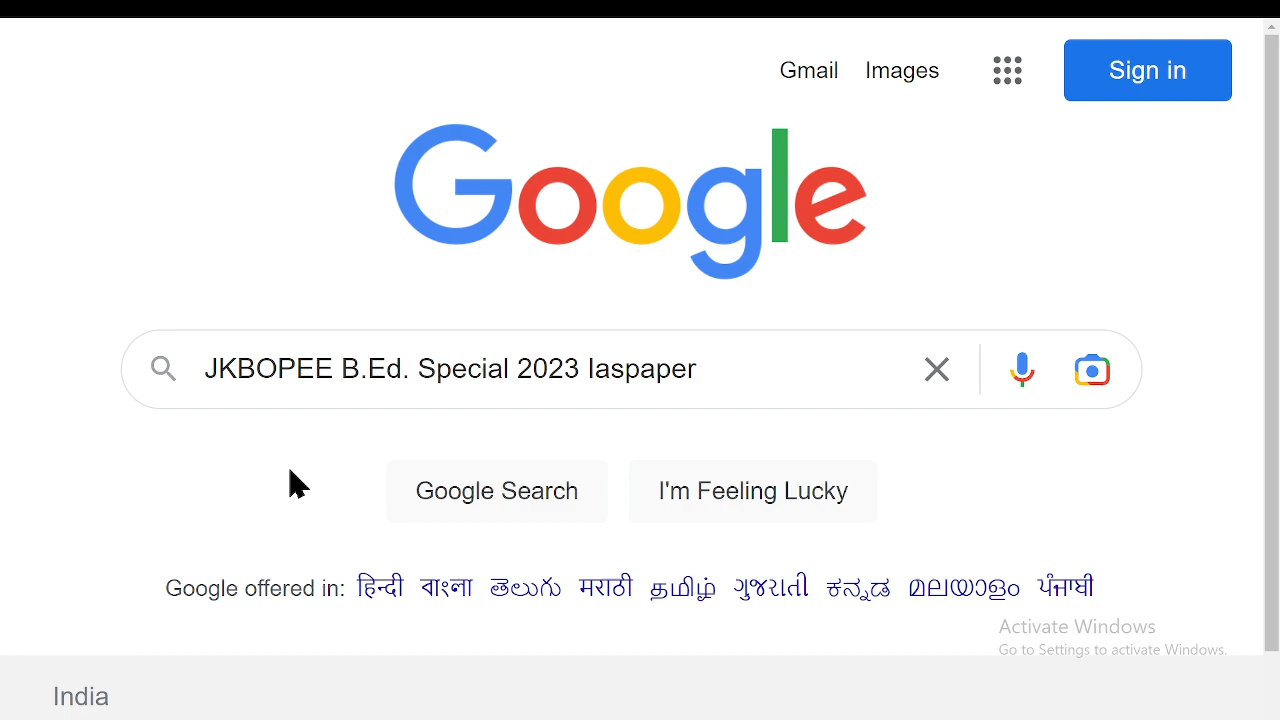 Gmail Images Sign in
Google
JKBOPEE B.Ed. Special 2023 Iaspaper
Google Search I'm Feeling Lucky
Google offered in: हिन्दी বাংলা తెలుగు मराठी தமிழ் ગુજરાતી ಕನ್ನಡ മലയാളം ਪੰਜਾਬੀ
Activate Windows
Go to Settings to activate Windows.
India